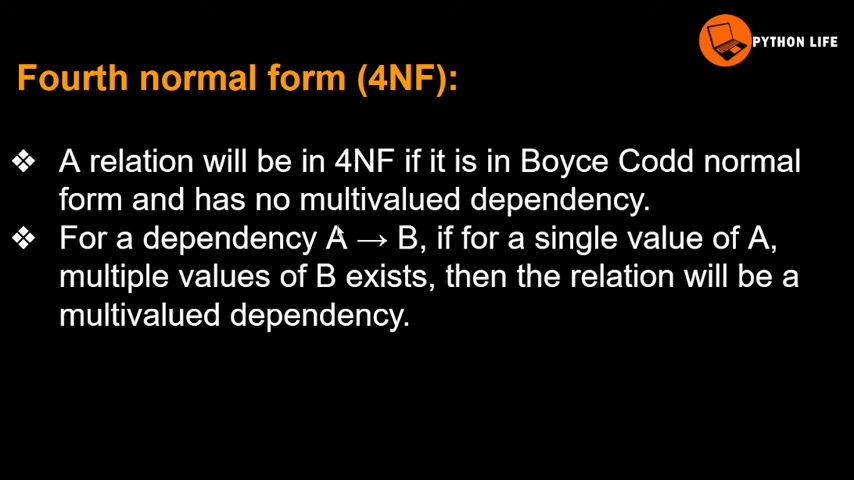 PYTHON LIFE
Fourth normal form (4NF):
❖ A relation will be in 4NF if it is in Boyce Codd normal
form and has no multivalued dependency.
❖ For a dependency A → B, if for a single value of A,
multiple values of B exists, then the relation will be a
multivalued dependency.